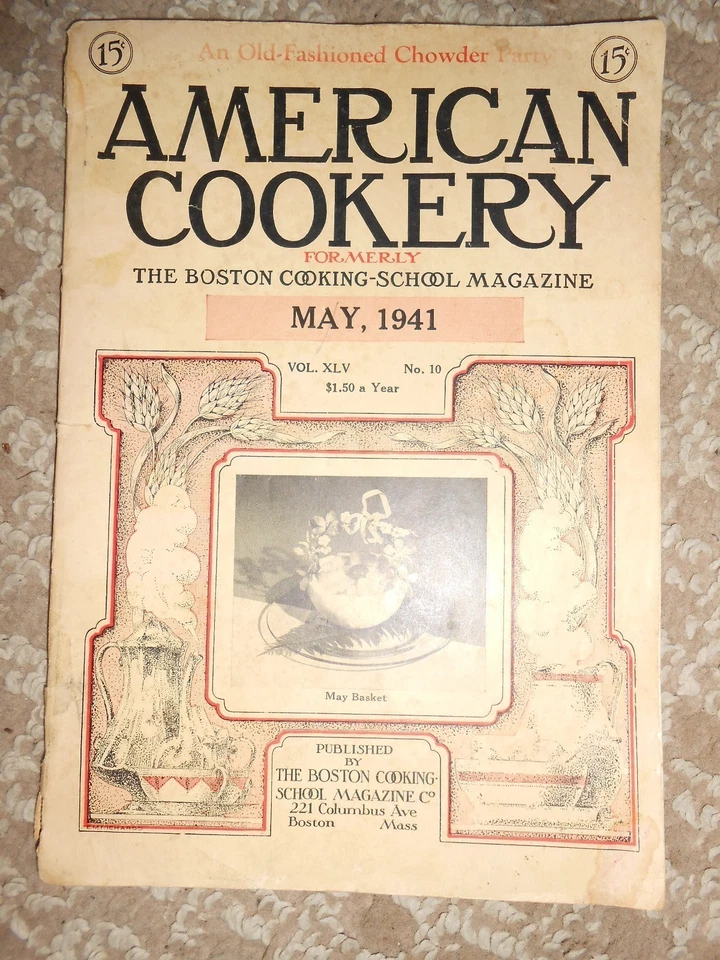 15¢ An Old-Fashioned Chowder Party 15¢
AMERICAN
COOKERY
FORMERLY
THE BOSTON COOKING-SCHOOL MAGAZINE
MAY, 1941
VOL. XLV No. 10
$1.50 a Year
May Basket
PUBLISHED
BY
THE BOSTON COOKING-
SCHOOL MAGAZINE Cº
221 Columbus Ave
Boston Mass